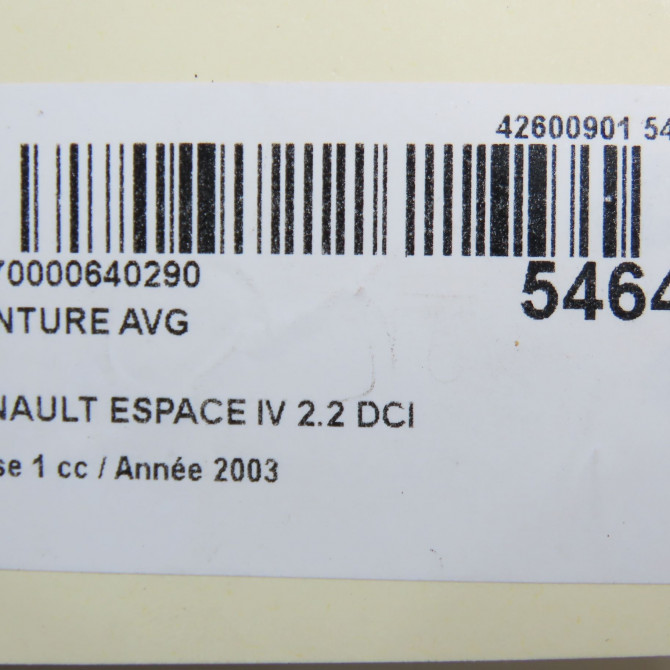 42600901 54
70000640290
5464
NTURE AVG
NAULT ESPACE IV 2.2 DCI
se 1 cc / Année 2003